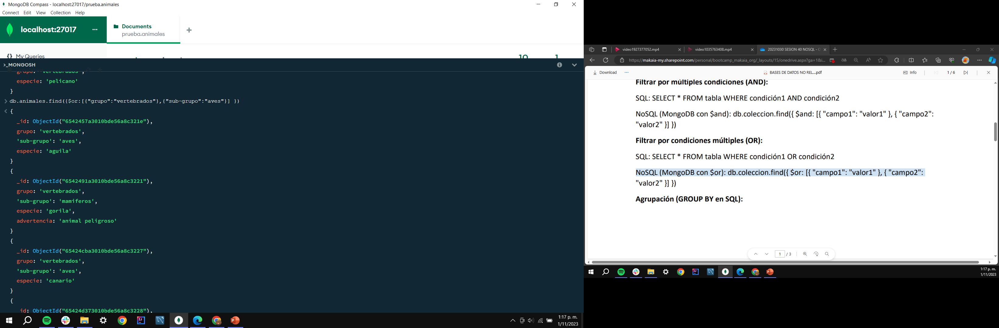 MongoDB Compass - localhost:27017/prueba.animales
Connect Edit View Collection Help
localhost:27017 ...
Documents
prueba.animales
{} My Queries
10 1
>_MONGOSH
grupo: 'vertebrados',
especie: 'pelicano'
}
> db.animales.find({$or:[{"grupo":"vertebrados"},{"sub-grupo":"aves"}] })
< {
_id: ObjectId("6542457a3010bde56a8c321e"),
grupo: 'vertebrados',
'sub-grupo': 'aves',
especie: 'aguila'
}
{
_id: ObjectId("6542491a3010bde56a8c3221"),
grupo: 'vertebrados',
'sub-grupo': 'mamiferos',
especie: 'gorila',
advertencia: 'animal peligroso'
}
{
_id: ObjectId("65424cba3010bde56a8c3227"),
grupo: 'vertebrados',
'sub-grupo': 'aves',
especie: 'canario'
}
{
_id: ObjectId("65424d373010bde56a8c3228"),
1:17 p. m.
1/11/2023
video1927377052.mp4
video1035763408.mp4
20231030 SESION 40 NOSQL - O
https://makaia-my.sharepoint.com/personal/bootcamp_makaia_org/_layouts/15/onedrive.aspx?ga=1&i...
Download ...
BASES DE DATOS NO REL....pdf
Info
1 / 6
Filtrar por múltiples condiciones (AND):
SQL: SELECT * FROM tabla WHERE condición1 AND condición2
NoSQL (MongoDB con $and): db.coleccion.find({ $and: [{ "campo1": "valor1" }, { "campo2":
"valor2" }] })
Filtrar por condiciones múltiples (OR):
SQL: SELECT * FROM tabla WHERE condición1 OR condición2
NoSQL (MongoDB con $or): db.coleccion.find({ $or: [{ "campo1": "valor1" }, { "campo2":
"valor2" }] })
Agrupación (GROUP BY en SQL):
1 / 3
1:17 p. m.
1/11/2023